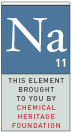 Na
11
THIS ELEMENT
BROUGHT
TO YOU BY
CHEMICAL
HERITAGE
FOUNDATION